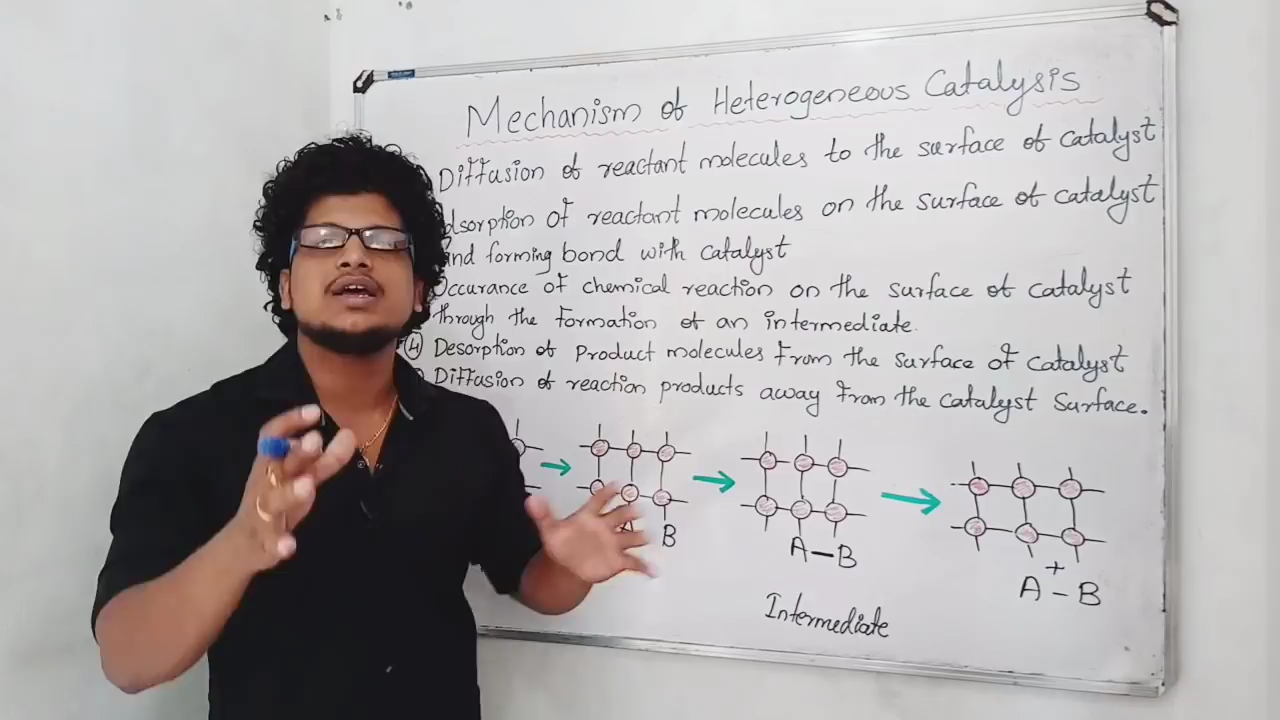 Mechanism of Heterogeneous Catalysis
Diffusion of reactant molecules to the surface of catalyst
dsorption of reactant molecules on the surface of catalyst
and forming bond with catalyst
Occurance of chemical reaction on the surface of catalyst
through the formation of an intermediate.
4 Desorption of Product molecules from the surface of catalyst
Diffusion of reaction products away from the catalyst Surface.
A B
A-B
+
A-B
Intermediate